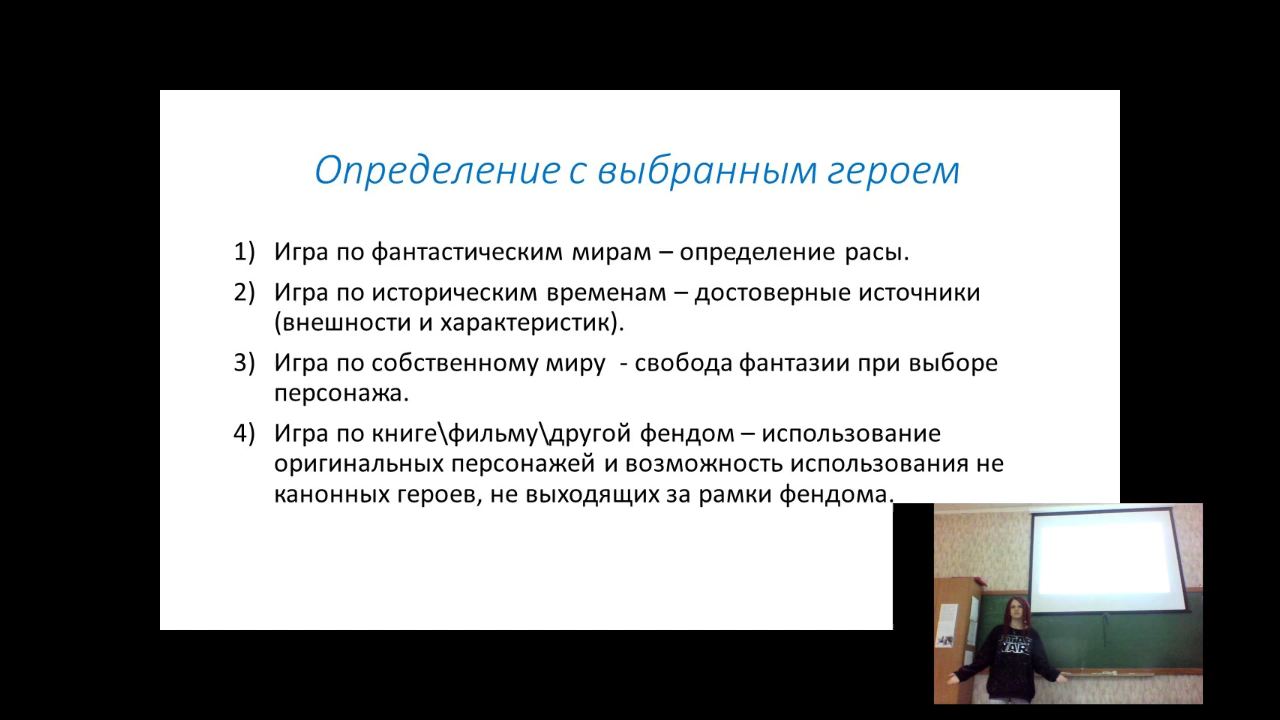 Определение с выбранным героем
1) Игра по фантастическим мирам – определение расы.
2) Игра по историческим временам – достоверные источники
(внешности и характеристик).
3) Игра по собственному миру  - свобода фантазии при выборе
персонажа.
4) Игра по книге\фильму\другой фендом – использование
оригинальных персонажей и возможность использования не
канонных героев, не выходящих за рамки фендома.
STAR
WARS